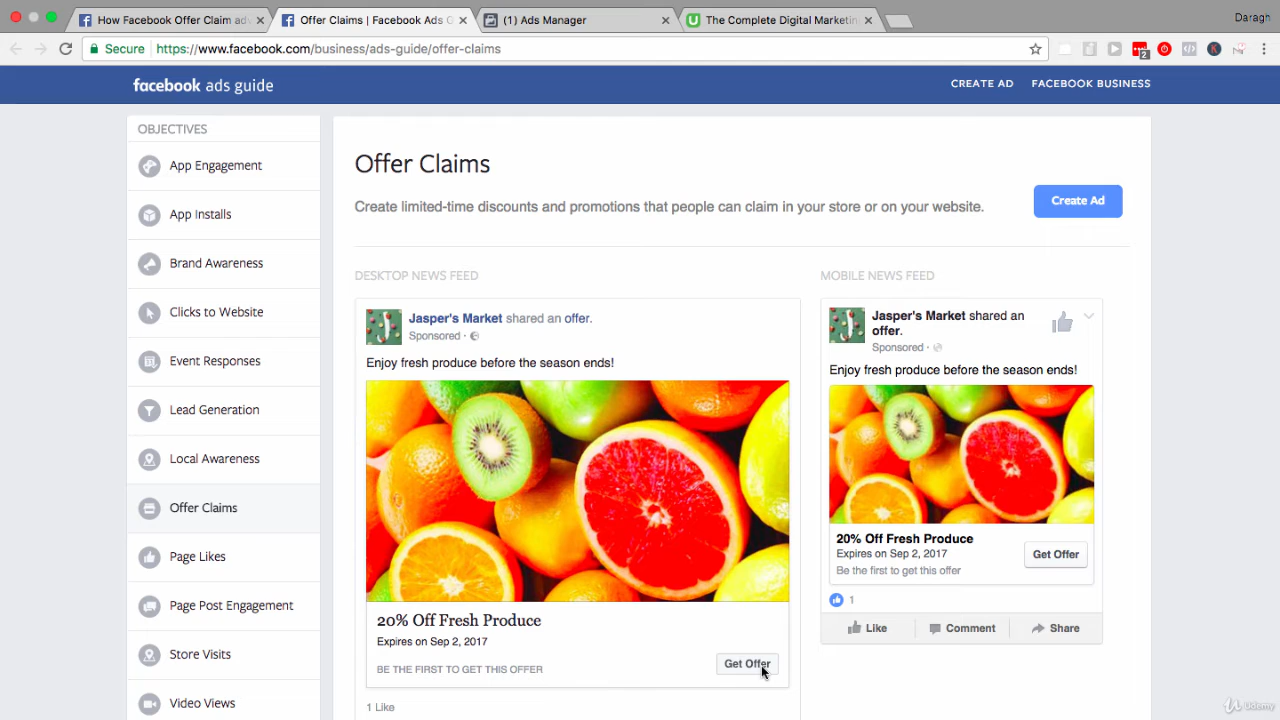 How Facebook Offer Claim ad
Offer Claims | Facebook Ads G
(1) Ads Manager
The Complete Digital Marketin
Daragh
Secure
https://www.facebook.com/business/ads-guide/offer-claims
2
K
facebook ads guide
CREATE AD
FACEBOOK BUSINESS
OBJECTIVES
App Engagement
App Installs
Brand Awareness
Clicks to Website
Event Responses
Lead Generation
Local Awareness
Offer Claims
Page Likes
Page Post Engagement
Store Visits
Video Views
Offer Claims
Create limited-time discounts and promotions that people can claim in your store or on your website.
Create Ad
DESKTOP NEWS FEED
Jasper's Market shared an offer.
Sponsored ·
Enjoy fresh produce before the season ends!
20% Off Fresh Produce
Expires on Sep 2, 2017
BE THE FIRST TO GET THIS OFFER
Get Offer
1 Like
MOBILE NEWS FEED
Jasper's Market shared an
offer.
Sponsored ·
Enjoy fresh produce before the season ends!
20% Off Fresh Produce
Expires on Sep 2, 2017
Be the first to get this offer
Get Offer
1
Like
Comment
Share
Udemy